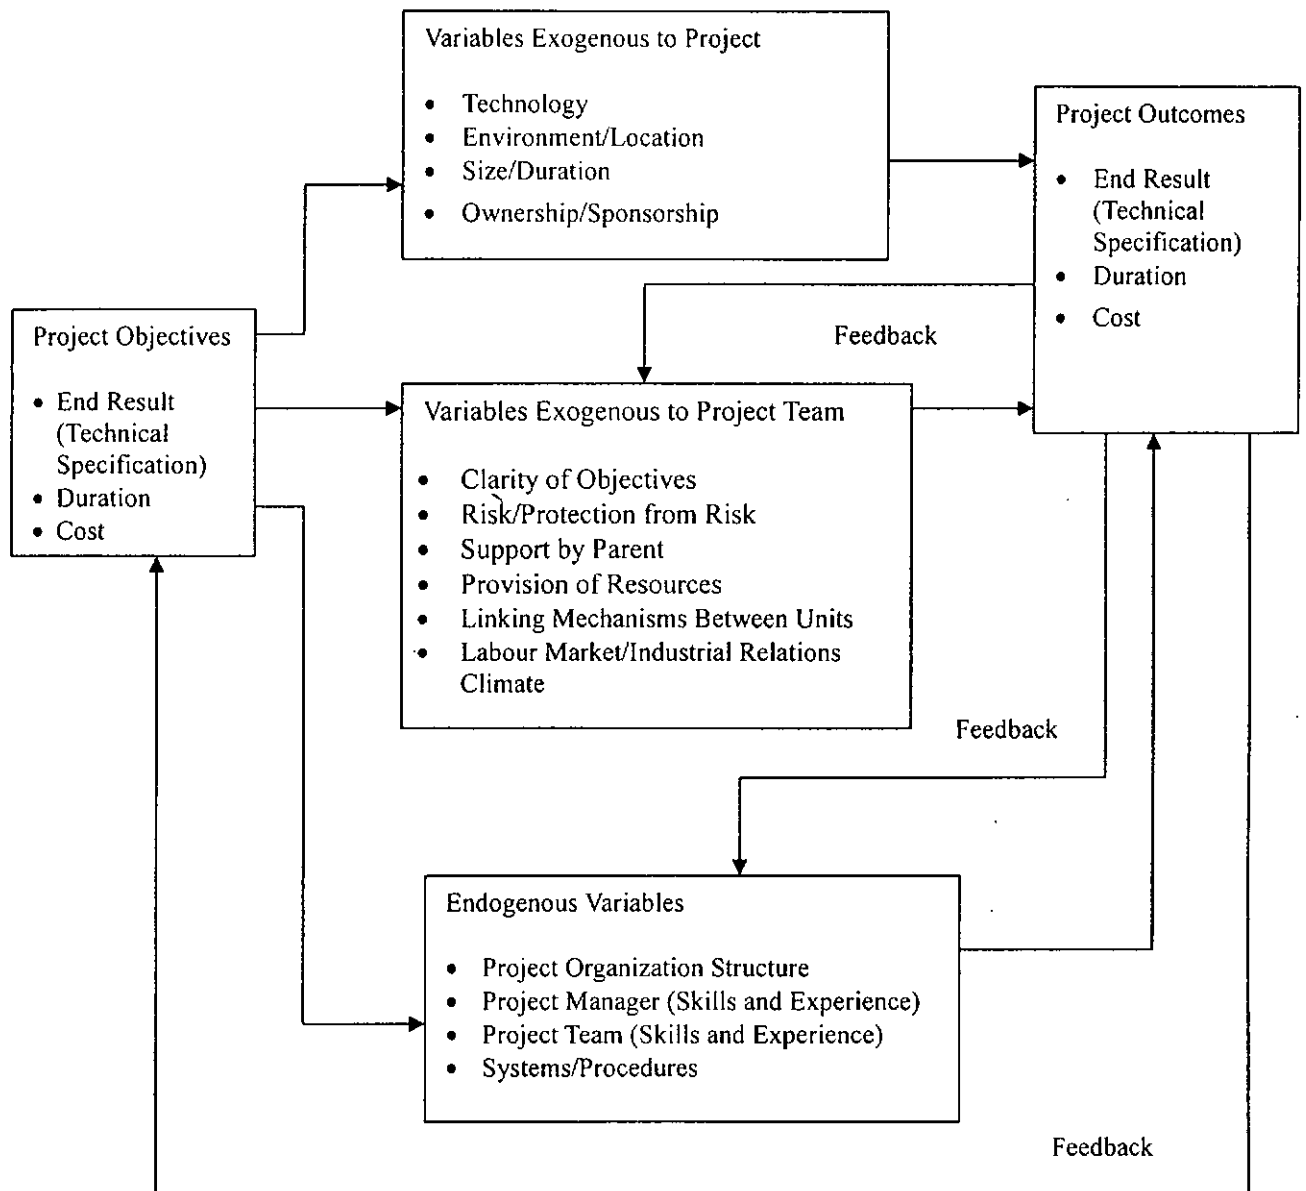 Variables Exogenous to Project
• Technology
• Environment/Location
• Size/Duration
• Ownership/Sponsorship
Project Outcomes
• End Result
(Technical
Specification)
• Duration
• Cost
Feedback
Project Objectives
• End Result
(Technical
Specification)
• Duration
• Cost
Variables Exogenous to Project Team
• Clarity of Objectives
• Risk/Protection from Risk
• Support by Parent
• Provision of Resources
• Linking Mechanisms Between Units
• Labour Market/Industrial Relations
Climate
Feedback
Endogenous Variables
• Project Organization Structure
• Project Manager (Skills and Experience)
• Project Team (Skills and Experience)
• Systems/Procedures
Feedback